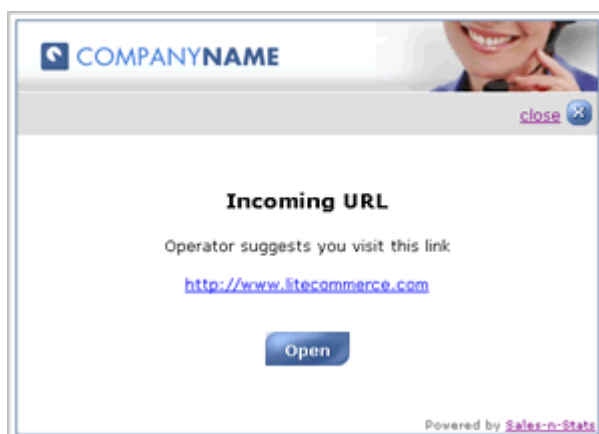 COMPANYNAME
close
Incoming URL
Operator suggests you visit this link
http://www.litecommerce.com
Open
Powered by Sales-n-Stats